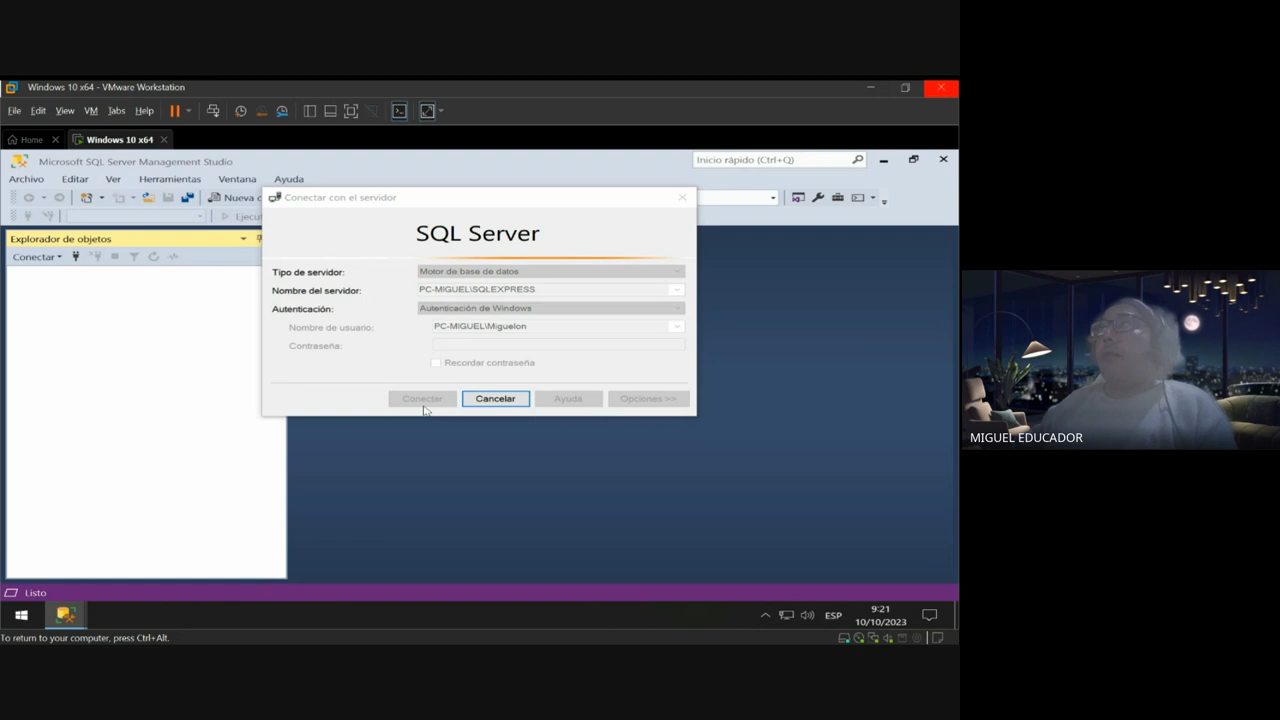 Windows 10 x64 - VMware Workstation
File Edit View VM Tabs Help
Home Windows 10 x64
Microsoft SQL Server Management Studio
Inicio rápido (Ctrl+Q)
Archivo Editar Ver Herramientas Ventana Ayuda
Nueva c
Ejecut
Explorador de objetos
Conectar
Conectar con el servidor
SQL Server
Tipo de servidor: Motor de base de datos
Nombre del servidor: PC-MIGUEL\SQLEXPRESS
Autenticación: Autenticación de Windows
Nombre de usuario: PC-MIGUEL\Miguelon
Contraseña:
Recordar contraseña
Conectar Cancelar Ayuda Opciones >>
MIGUEL EDUCADOR
Listo
ESP
9:21
10/10/2023
To return to your computer, press Ctrl+Alt.